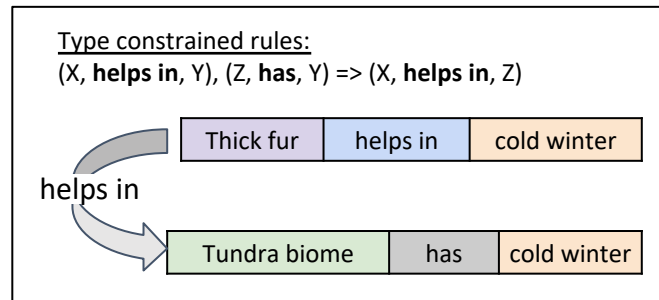 Type constrained rules:
(X, helps in, Y), (Z, has, Y) => (X, helps in, Z)
Thick fur helps in cold winter
helps in
Tundra biome has cold winter